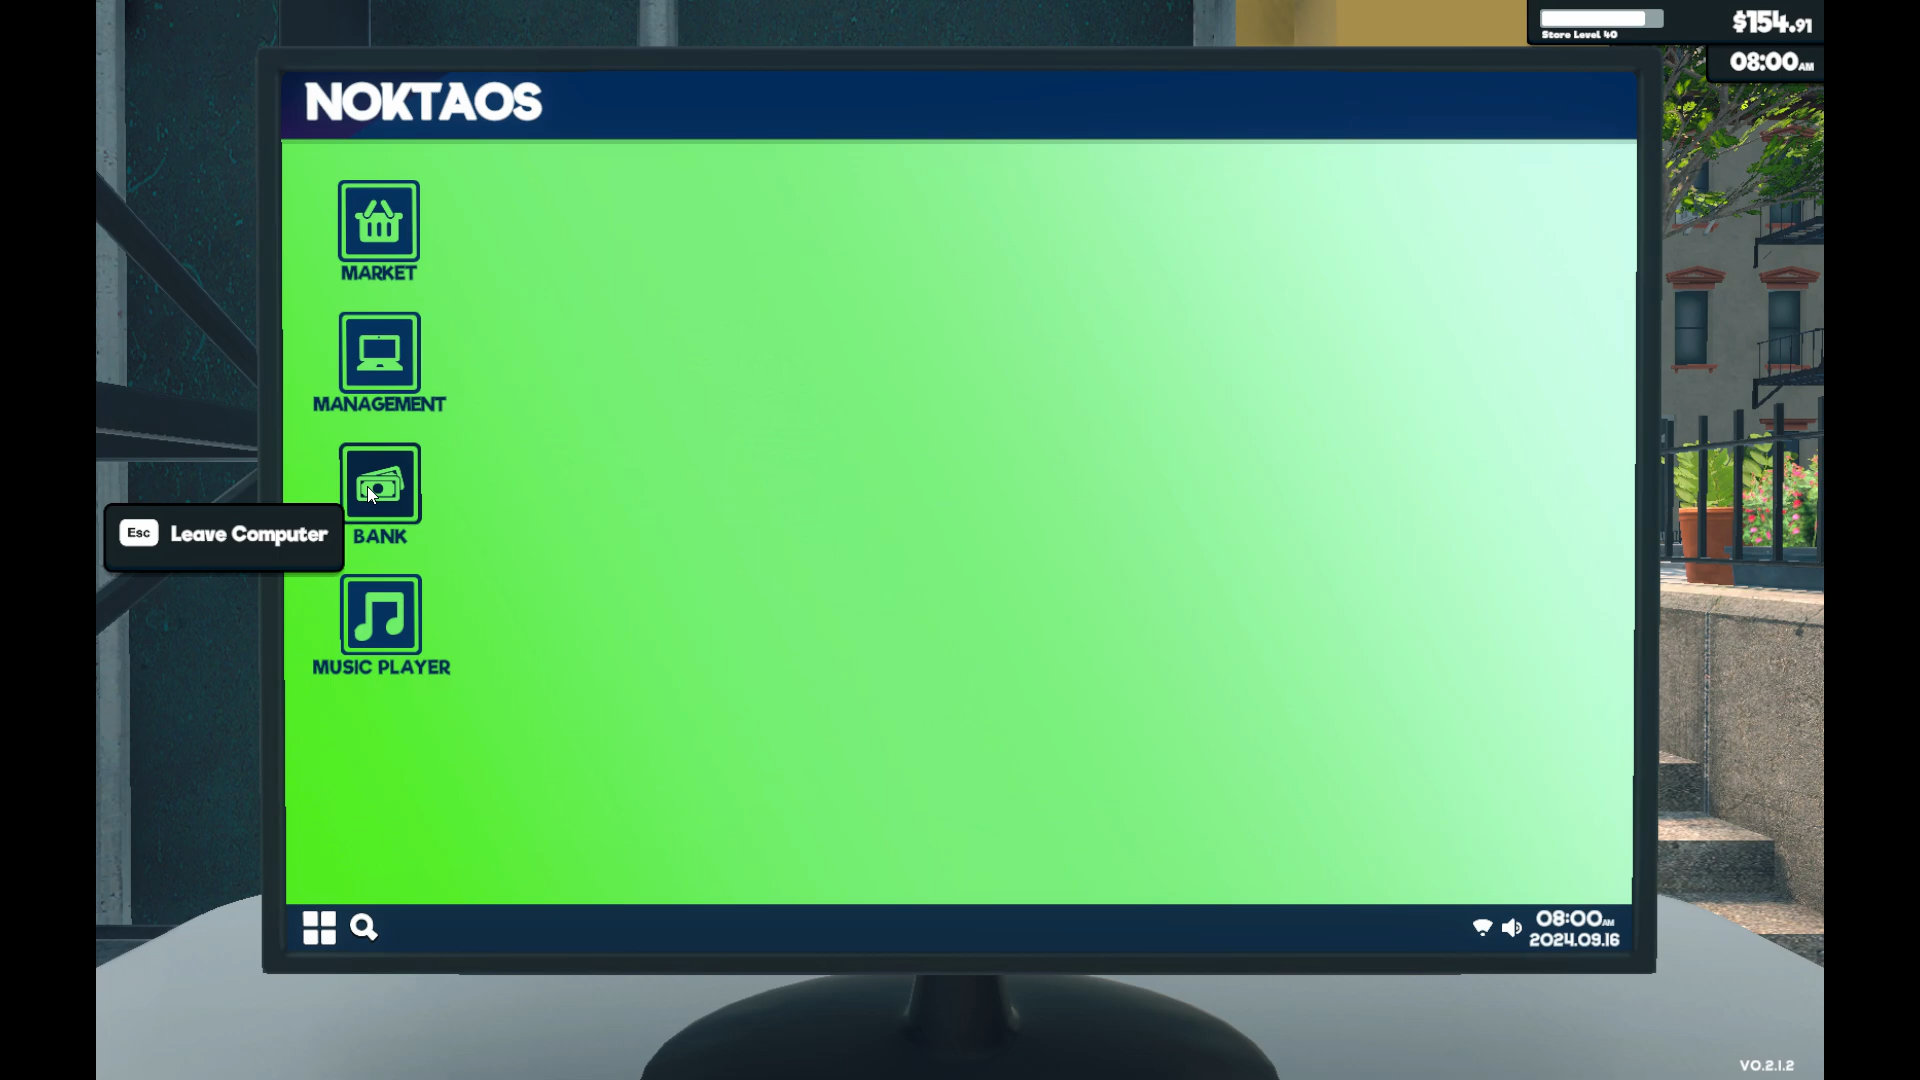 $154.91
Store Level 40
08:00AM
NOKTAOS
MARKET
MANAGEMENT
BANK
Esc Leave Computer
MUSIC PLAYER
08:00AM
2024.09.16
V0.2.1.2